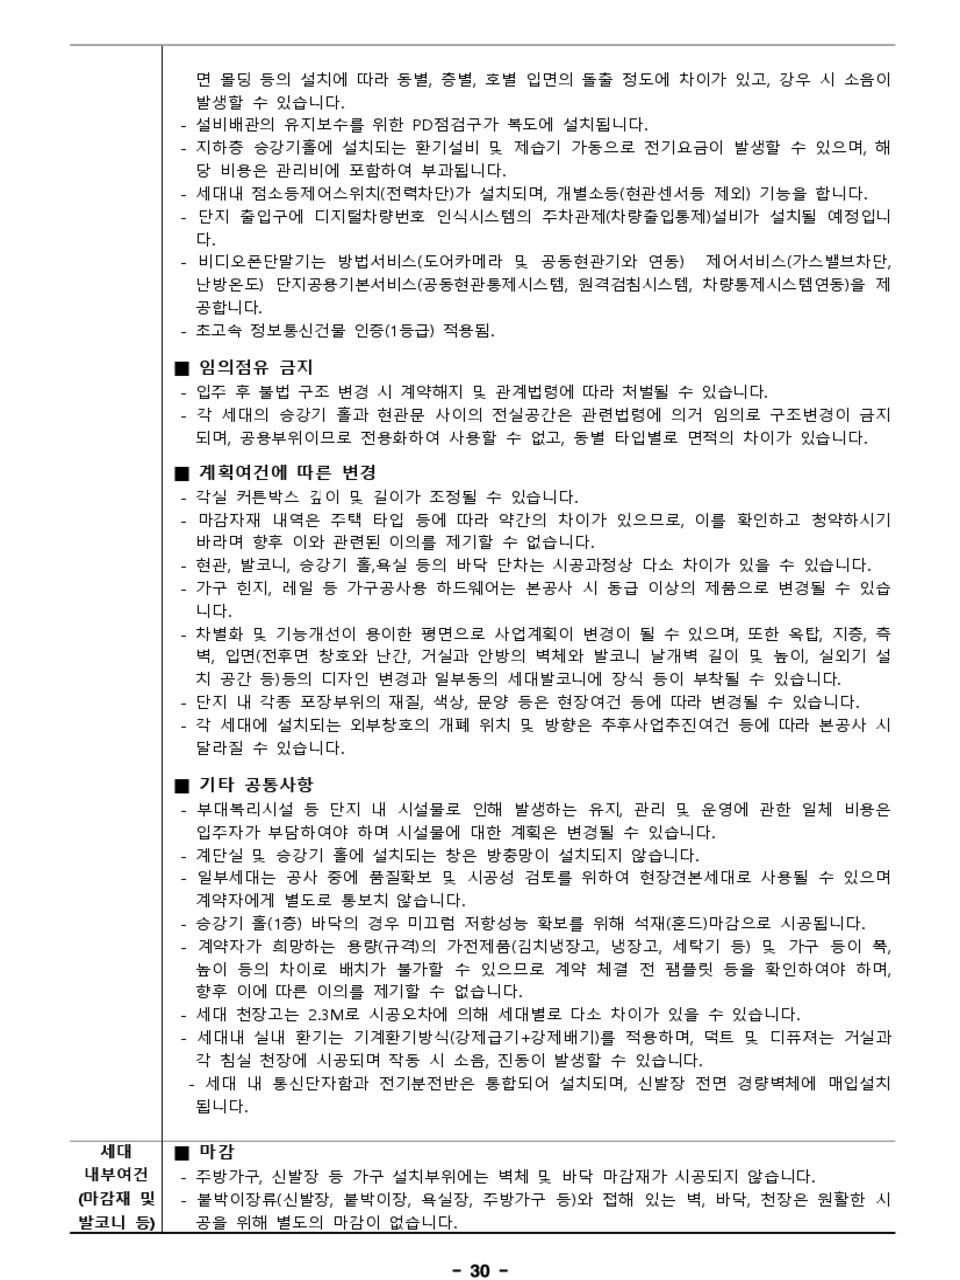 면 몰딩 등의 설치에 따라 동별, 층별, 호별 입면의 돌출 정도에 차이가 있고, 강우 시 소음이
발생할 수 있습니다.
- 설비배관의 유지보수를 위한 PD점검구가 복도에 설치됩니다.
- 지하층 승강기홀에 설치되는 환기설비 및 제습기 가동으로 전기요금이 발생할 수 있으며, 해
당 비용은 관리비에 포함하여 부과됩니다.
- 세대내 점소등제어스위치(전력차단)가 설치되며, 개별소등(현관센서등 제외) 기능을 합니다.
- 단지 출입구에 디지털차량번호 인식시스템의 주차관제(차량출입통제)설비가 설치될 예정입니
다.
- 비디오폰단말기는 방법서비스(도어카메라 및 공동현관기와 연동) 제어서비스(가스밸브차단,
난방온도) 단지공용기본서비스(공동현관통제시스템, 원격검침시스템, 차량통제시스템연동)을 제
공합니다.
- 초고속 정보통신건물 인증(1등급) 적용됨.
■ 임의점유 금지
- 입주 후 불법 구조 변경 시 계약해지 및 관계법령에 따라 처벌될 수 있습니다.
- 각 세대의 승강기 홀과 현관문 사이의 전실공간은 관련법령에 의거 임의로 구조변경이 금지
되며, 공용부위이므로 전용화하여 사용할 수 없고, 동별 타입별로 면적의 차이가 있습니다.
■ 계획여건에 따른 변경
- 각실 커튼박스 깊이 및 길이가 조정될 수 있습니다.
- 마감자재 내역은 주택 타입 등에 따라 약간의 차이가 있으므로, 이를 확인하고 청약하시기
바라며 향후 이와 관련된 이의를 제기할 수 없습니다.
- 현관, 발코니, 승강기 홀,욕실 등의 바닥 단차는 시공과정상 다소 차이가 있을 수 있습니다.
- 가구 힌지, 레일 등 가구공사용 하드웨어는 본공사 시 동급 이상의 제품으로 변경될 수 있습
니다.
- 차별화 및 기능개선이 용이한 평면으로 사업계획이 변경이 될 수 있으며, 또한 옥탑, 지층, 측
벽, 입면(전후면 창호와 난간, 거실과 안방의 벽체와 발코니 날개벽 길이 및 높이, 실외기 설
치 공간 등)등의 디자인 변경과 일부동의 세대발코니에 장식 등이 부착될 수 있습니다.
- 단지 내 각종 포장부위의 재질, 색상, 문양 등은 현장여건 등에 따라 변경될 수 있습니다.
- 각 세대에 설치되는 외부창호의 개폐 위치 및 방향은 추후사업추진여건 등에 따라 본공사 시
달라질 수 있습니다.
■ 기타 공통사항
- 부대복리시설 등 단지 내 시설물로 인해 발생하는 유지, 관리 및 운영에 관한 일체 비용은
입주자가 부담하여야 하며 시설물에 대한 계획은 변경될 수 있습니다.
- 계단실 및 승강기 홀에 설치되는 창은 방충망이 설치되지 않습니다.
- 일부세대는 공사 중에 품질확보 및 시공성 검토를 위하여 현장견본세대로 사용될 수 있으며
계약자에게 별도로 통보치 않습니다.
- 승강기 홀(1층) 바닥의 경우 미끄럼 저항성능 확보를 위해 석재(혼드)마감으로 시공됩니다.
- 계약자가 희망하는 용량(규격)의 가전제품(김치냉장고, 냉장고, 세탁기 등) 및 가구 등이 폭,
높이 등의 차이로 배치가 불가할 수 있으므로 계약 체결 전 팸플릿 등을 확인하여야 하며,
향후 이에 따른 이의를 제기할 수 없습니다.
- 세대 천장고는 2.3M로 시공오차에 의해 세대별로 다소 차이가 있을 수 있습니다.
- 세대내 실내 환기는 기계환기방식(강제급기+강제배기)를 적용하며, 덕트 및 디퓨져는 거실과
각 침실 천장에 시공되며 작동 시 소음, 진동이 발생할 수 있습니다.
- 세대 내 통신단자함과 전기분전반은 통합되어 설치되며, 신발장 전면 경량벽체에 매입설치
됩니다.
세대
내부여건
(마감재 및
발코니 등)
■ 마감
- 주방가구, 신발장 등 가구 설치부위에는 벽체 및 바닥 마감재가 시공되지 않습니다.
- 붙박이장류(신발장, 붙박이장, 욕실장, 주방가구 등)와 접해 있는 벽, 바닥, 천장은 원활한 시
공을 위해 별도의 마감이 없습니다.
- 30 -